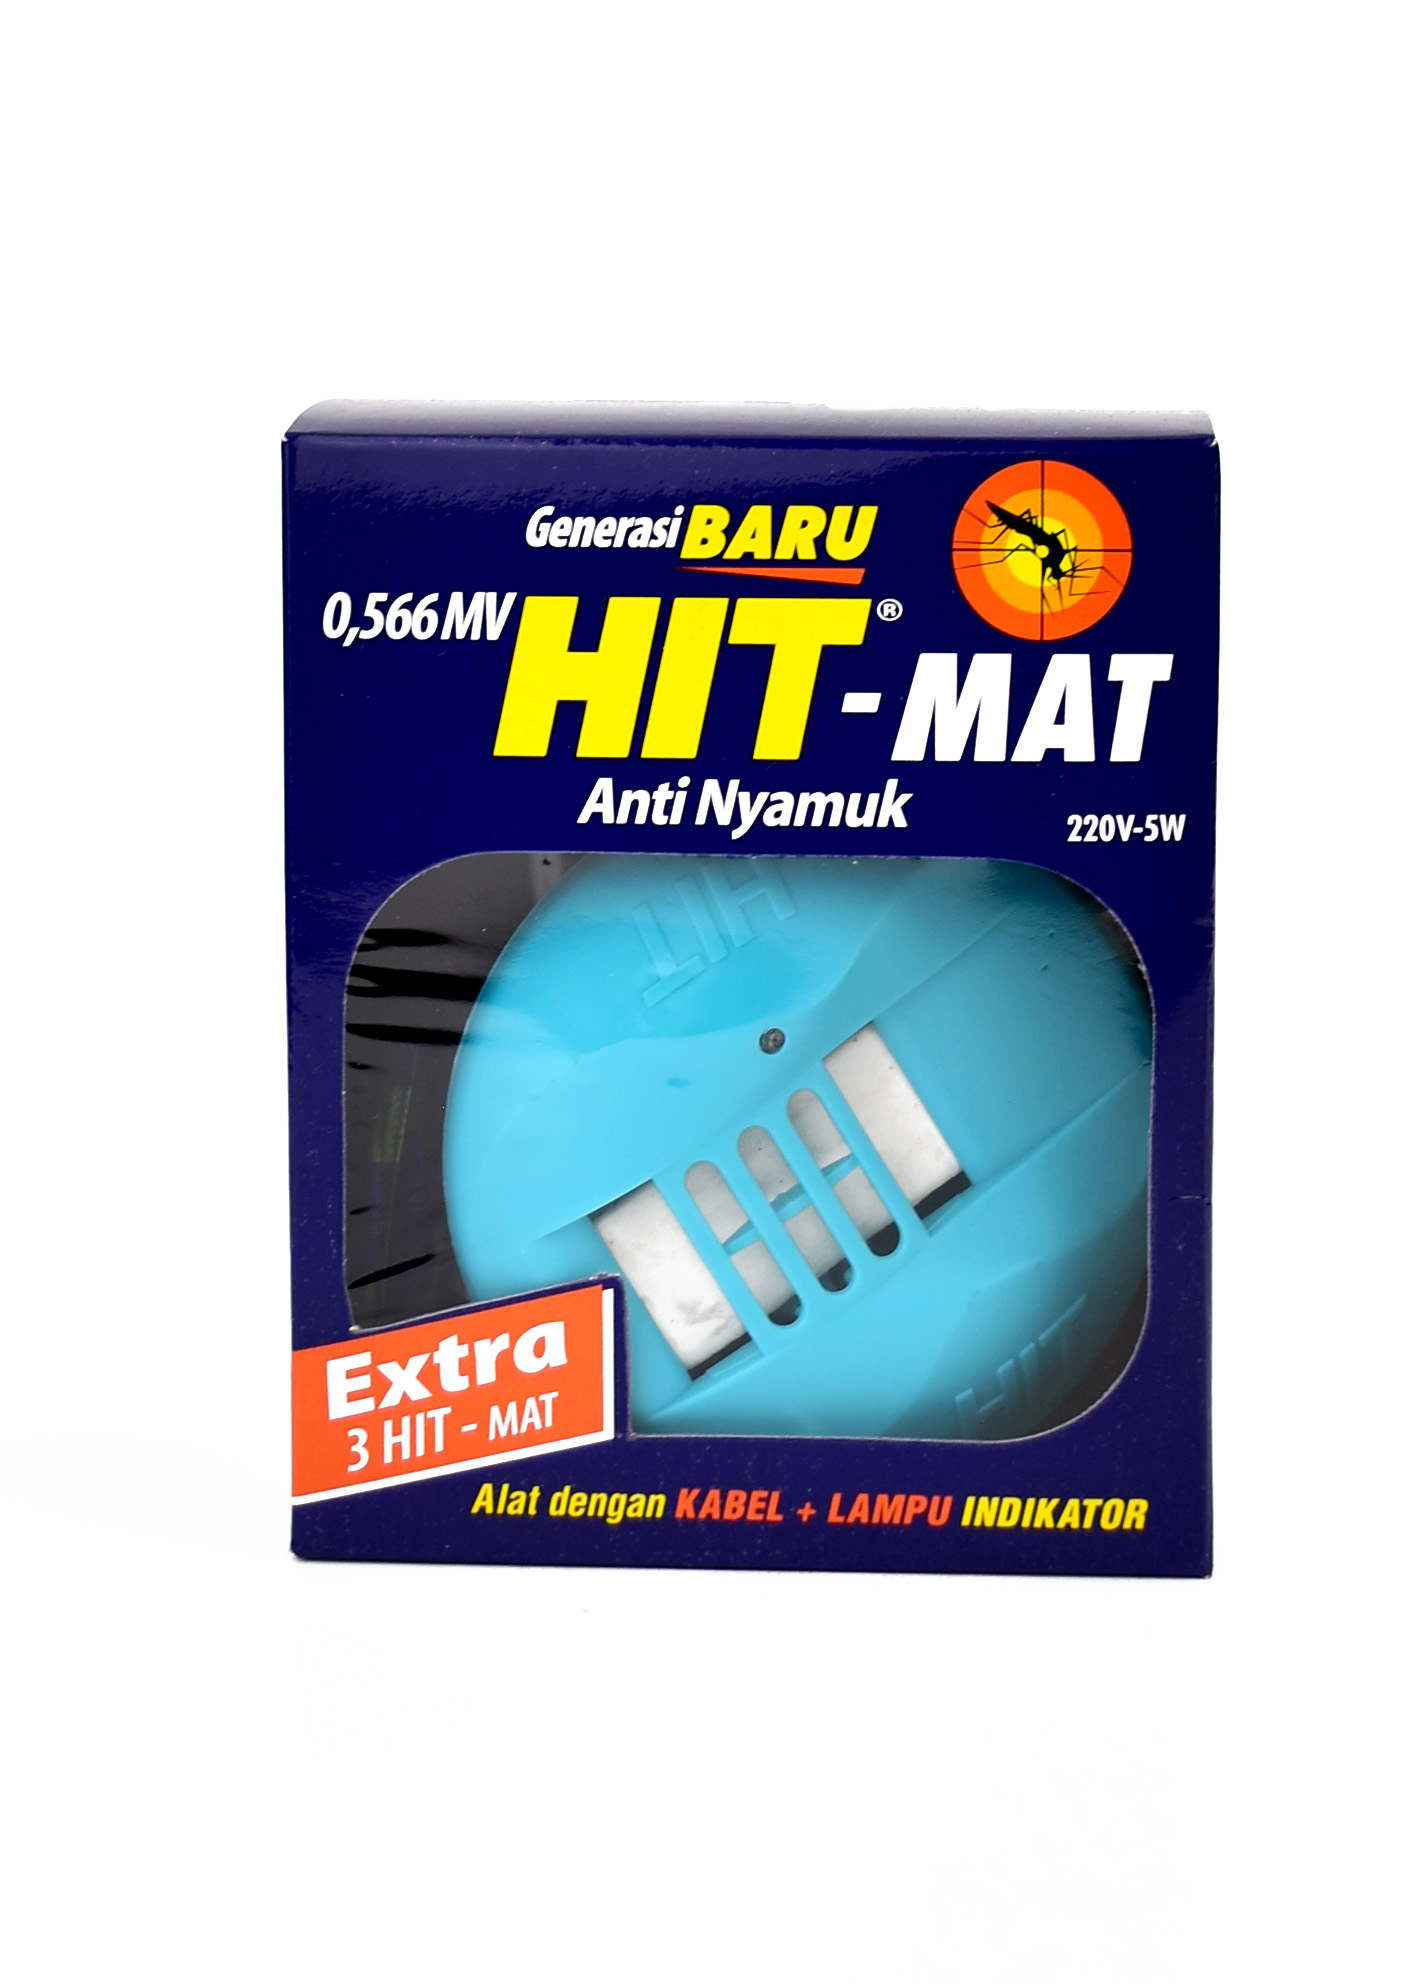 Generasi BARU
0,566 MV HIT® - MAT
Anti Nyamuk
220V-5W
HIT
HIT
Extra
3 HIT - MAT
Alat dengan KABEL + LAMPU INDIKATOR